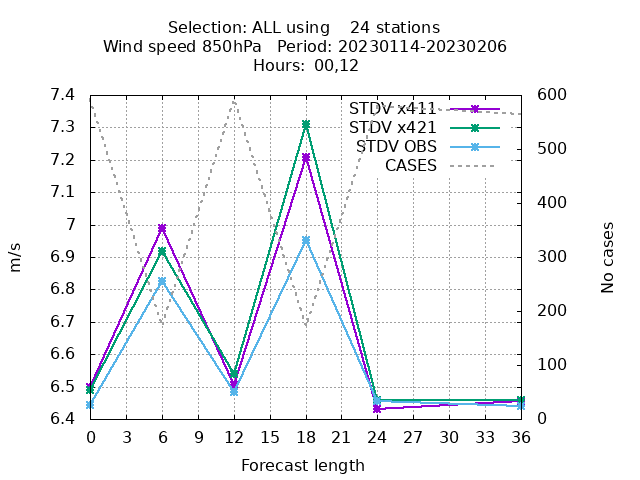 Selection: ALL using    24 stations
Wind speed 850hPa   Period: 20230114-20230206
Hours:  00,12
STDV x411
STDV x421
STDV OBS
CASES
m/s
7.4
7.3
7.2
7.1
7
6.9
6.8
6.7
6.6
6.5
6.4
600
500
400
300
200
100
0
No cases
0 3 6 9 12 15 18 21 24 27 30 33 36
Forecast length